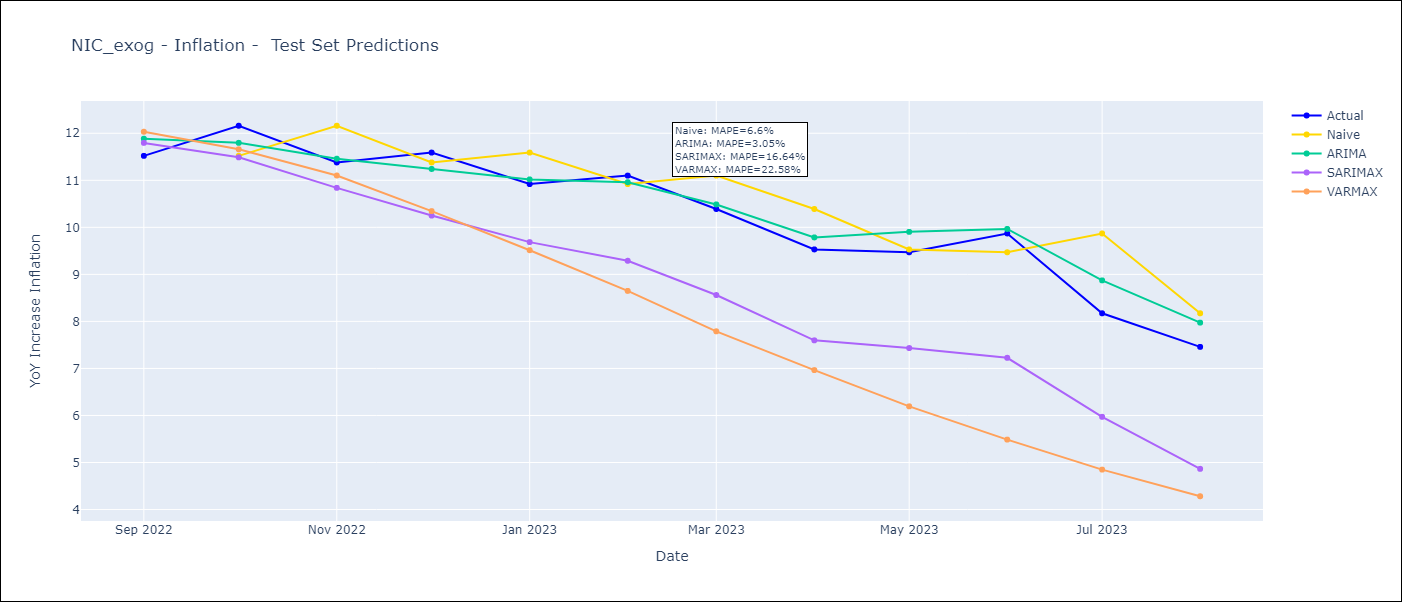 NIC_exog - Inflation -  Test Set Predictions
Actual
Naive
ARIMA
SARIMAX
VARMAX
Naive: MAPE=6.6%
ARIMA: MAPE=3.05%
SARIMAX: MAPE=16.64%
VARMAX: MAPE=22.58%
YoY Increase Inflation
12
11
10
9
8
7
6
5
4
Sep 2022
Nov 2022
Jan 2023
Mar 2023
May 2023
Jul 2023
Date